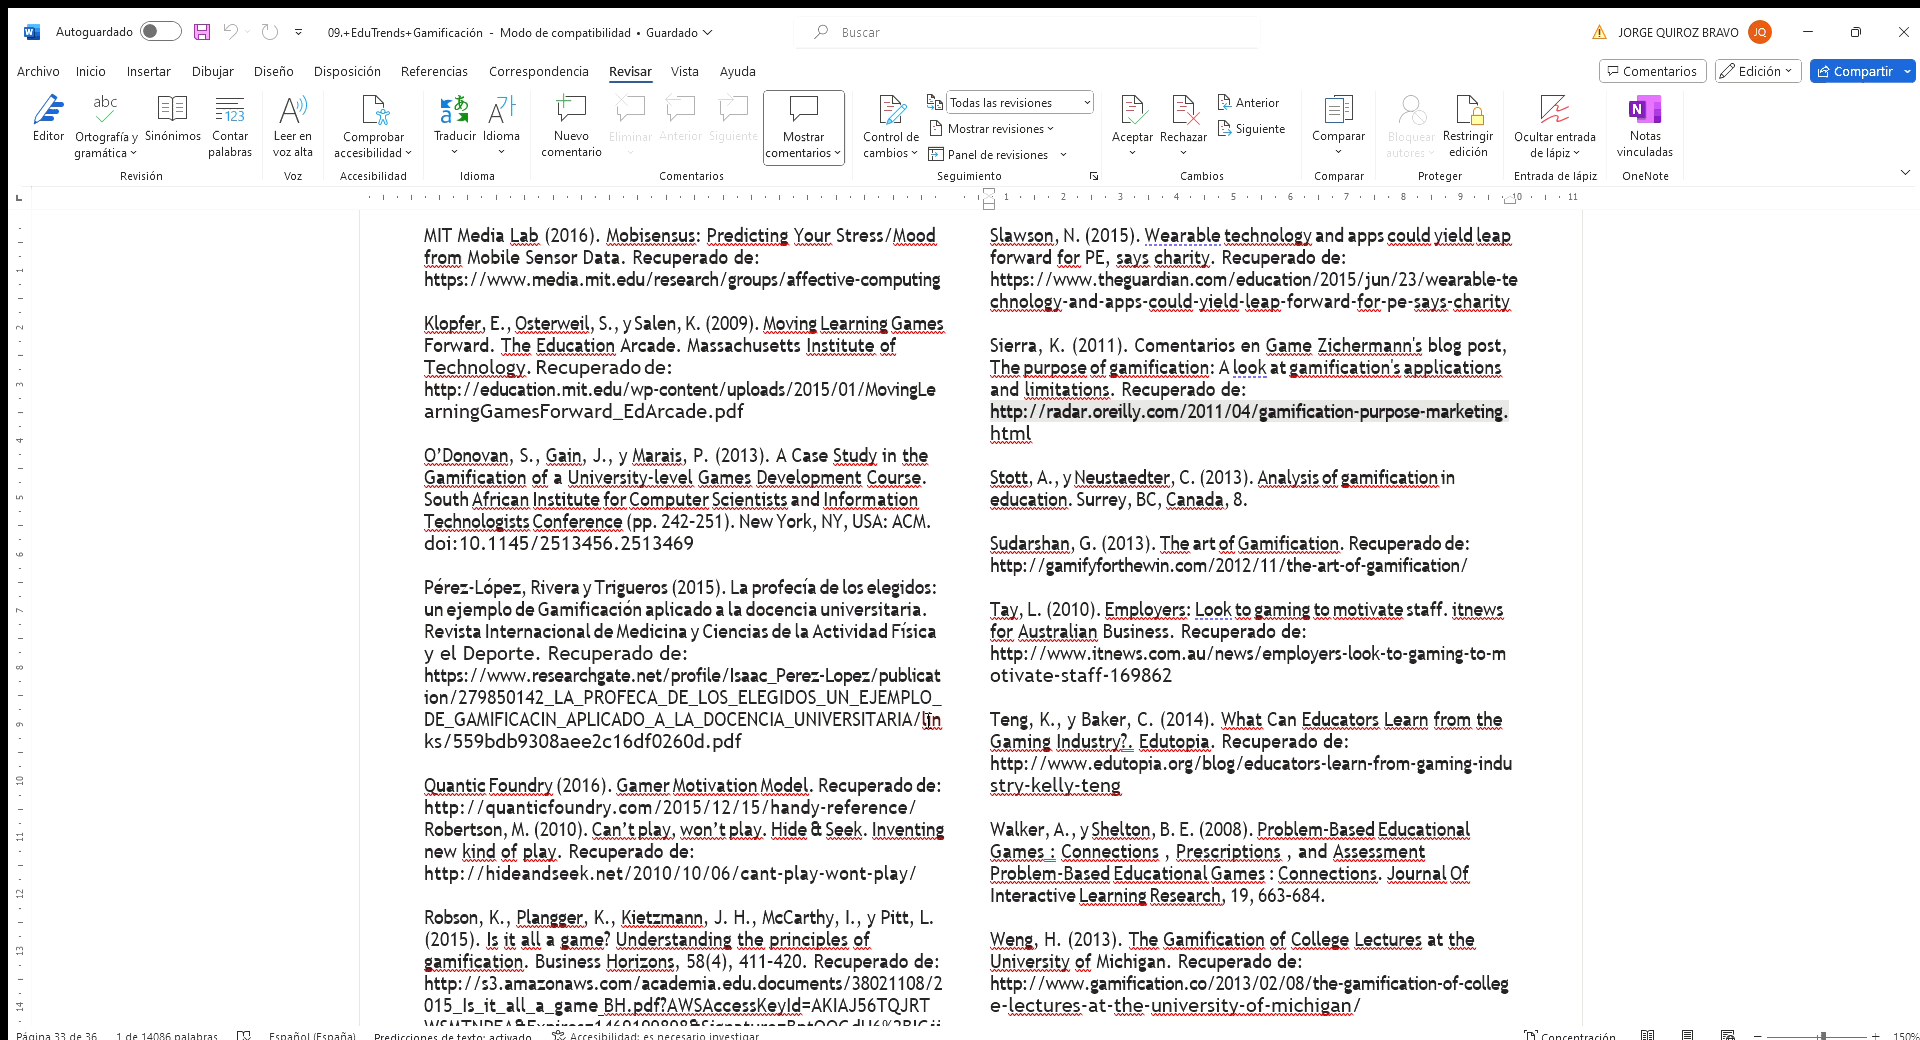 Autoguardado
09.+EduTrends+Gamificación - Modo de compatibilidad • Guardado
Buscar
JORGE QUIROZ BRAVO
JQ
Archivo Inicio Insertar Dibujar Diseño Disposición Referencias Correspondencia Revisar Vista Ayuda
Comentarios
Edición
Compartir
Editor
abc
Ortografía y
gramática
Sinónimos
123
Contar
palabras
Revisión
Leer en
voz alta
Voz
Comprobar
accesibilidad
Accesibilidad
Traducir
Idioma
Idioma
Nuevo
comentario
Eliminar
Anterior
Siguiente
Mostrar
comentarios
Comentarios
Control de
cambios
Todas las revisiones
Mostrar revisiones
Panel de revisiones
Seguimiento
Aceptar
Rechazar
Anterior
Siguiente
Cambios
Comparar
Comparar
Bloquear
autores
Restringir
edición
Proteger
Ocultar entrada
de lápiz
Entrada de lápiz
Notas
vinculadas
OneNote
1 2 3 4 5 6 7 8 9 10 11
MIT Media Lab (2016). Mobisensus: Predicting Your Stress/Mood
from Mobile Sensor Data. Recuperado de:
https://www.media.mit.edu/research/groups/affective-computing
Klopfer, E., Osterweil, S., y Salen, K. (2009). Moving Learning Games
Forward. The Education Arcade. Massachusetts Institute of
Technology. Recuperado de:
http://education.mit.edu/wp-content/uploads/2015/01/MovingLe
arningGamesForward_EdArcade.pdf
O’Donovan, S., Gain, J., y Marais, P. (2013). A Case Study in the
Gamification of a University-level Games Development Course.
South African Institute for Computer Scientists and Information
Technologists Conference (pp. 242-251). New York, NY, USA: ACM.
doi:10.1145/2513456.2513469
Pérez-López, Rivera y Trigueros (2015). La profecía de los elegidos:
un ejemplo de Gamificación aplicado a la docencia universitaria.
Revista Internacional de Medicina y Ciencias de la Actividad Física
y el Deporte. Recuperado de:
https://www.researchgate.net/profile/Isaac_Perez-Lopez/publicat
ion/279850142_LA_PROFECA_DE_LOS_ELEGIDOS_UN_EJEMPLO_
DE_GAMIFICACIN_APLICADO_A_LA_DOCENCIA_UNIVERSITARIA/lin
ks/559bdb9308aee2c16df0260d.pdf
Quantic Foundry (2016). Gamer Motivation Model. Recuperado de:
http://quanticfoundry.com/2015/12/15/handy-reference/
Robertson, M. (2010). Can’t play, won’t play. Hide & Seek. Inventing
new kind of play. Recuperado de:
http://hideandseek.net/2010/10/06/cant-play-wont-play/
Robson, K., Plangger, K., Kietzmann, J. H., McCarthy, I., y Pitt, L.
(2015). Is it all a game? Understanding the principles of
gamification. Business Horizons, 58(4), 411-420. Recuperado de:
http://s3.amazonaws.com/academia.edu.documents/38021108/2
015_Is_it_all_a_game_BH.pdf?AWSAccessKeyId=AKIAJ56TQJRT
Slawson, N. (2015). Wearable technology and apps could yield leap
forward for PE, says charity. Recuperado de:
https://www.theguardian.com/education/2015/jun/23/wearable-te
chnology-and-apps-could-yield-leap-forward-for-pe-says-charity
Sierra, K. (2011). Comentarios en Game Zichermann's blog post,
The purpose of gamification: A look at gamification's applications
and limitations. Recuperado de:
http://radar.oreilly.com/2011/04/gamification-purpose-marketing.
html
Stott, A., y Neustaedter, C. (2013). Analysis of gamification in
education. Surrey, BC, Canada, 8.
Sudarshan, G. (2013). The art of Gamification. Recuperado de:
http://gamifyforthewin.com/2012/11/the-art-of-gamification/
Tay, L. (2010). Employers: Look to gaming to motivate staff. itnews
for Australian Business. Recuperado de:
http://www.itnews.com.au/news/employers-look-to-gaming-to-m
otivate-staff-169862
Teng, K., y Baker, C. (2014). What Can Educators Learn from the
Gaming Industry?. Edutopia. Recuperado de:
http://www.edutopia.org/blog/educators-learn-from-gaming-indu
stry-kelly-teng
Walker, A., y Shelton, B. E. (2008). Problem-Based Educational
Games : Connections , Prescriptions , and Assessment
Problem-Based Educational Games : Connections. Journal Of
Interactive Learning Research, 19, 663-684.
Weng, H. (2013). The Gamification of College Lectures at the
University of Michigan. Recuperado de:
http://www.gamification.co/2013/02/08/the-gamification-of-colleg
e-lectures-at-the-university-of-michigan/
Página 33 de 36 1 de 14086 palabras Español (España) Predicciones de texto: activado Accesibilidad: es necesario investigar
Concentración
150%